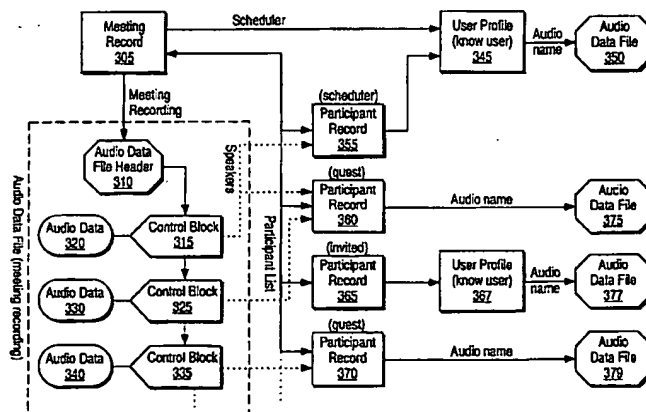 Meeting
Record
305
Scheduler
User Profile
(know user)
345
Audio
name
Audio
Data File
350
Meeting
Recording
(scheduler)
Participant
Record
355
Audio Data
File Header
310
Speakers
Participant List
Audio Data File (meeting recording)
(quest)
Participant
Record
360
Audio name
Audio
Data File
375
Audio Data
320
Control Block
315
(invited)
Participant
Record
365
User Profile
(know user)
367
Audio
name
Audio
Data File
377
Audio Data
330
Control Block
325
(quest)
Participant
Record
370
Audio name
Audio
Data File
379
Audio Data
340
Control Block
335